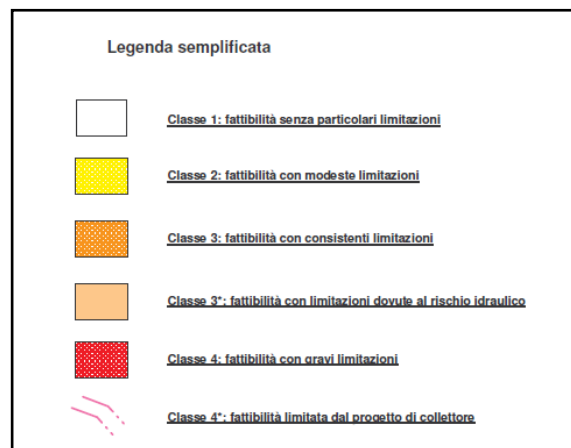 Legenda semplificata
Classe 1: fattibilità senza particolari limitazioni
Classe 2: fattibilità con modeste limitazioni
Classe 3: fattibilità con consistenti limitazioni
Classe 3*: fattibilità con limitazioni dovute al rischio idraulico
Classe 4: fattibilità con gravi limitazioni
Classe 4*: fattibilità limitata dal progetto di collettore